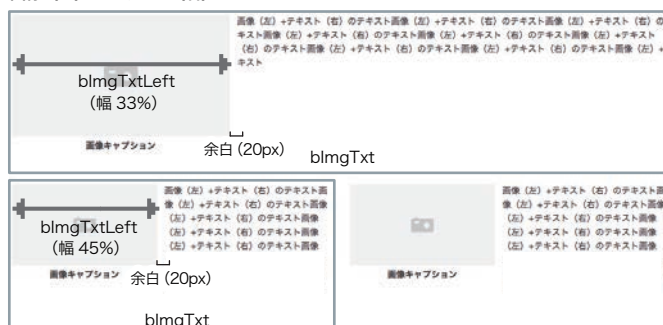 画像（左）+テキスト（右）のテキスト画像（左）+テキスト（右）のテキスト画像（左）+テキスト（右）の
キスト画像（左）+テキスト（右）のテキスト画像（左）+テキスト（右）のテキスト画像（左）+テキスト
（右）のテキスト画像（左）+テキスト（右）のテキスト画像（左）+テキスト（右）のテキスト画像（左）+
キスト
bImgTxtLeft
（幅 33%）
画像キャプション
余白（20px）
bImgTxt
画像（左）+テキスト（右）のテキスト画
像（左）+テキスト（右）のテキスト画像
（左）+テキスト（右）のテキスト画像
（左）+テキスト（右）のテキスト画像
（左）+テキスト（右）のテキスト画像
bImgTxtLeft
（幅 45%）
画像キャプション
余白（20px）
bImgTxt
画像（左）+テキスト（右）のテキスト画
像（左）+テキスト（右）のテキスト画像
（左）+テキスト（右）のテキスト画像
（左）+テキスト（右）のテキスト画像
（左）+テキスト（右）のテキスト画像
画像キャプション